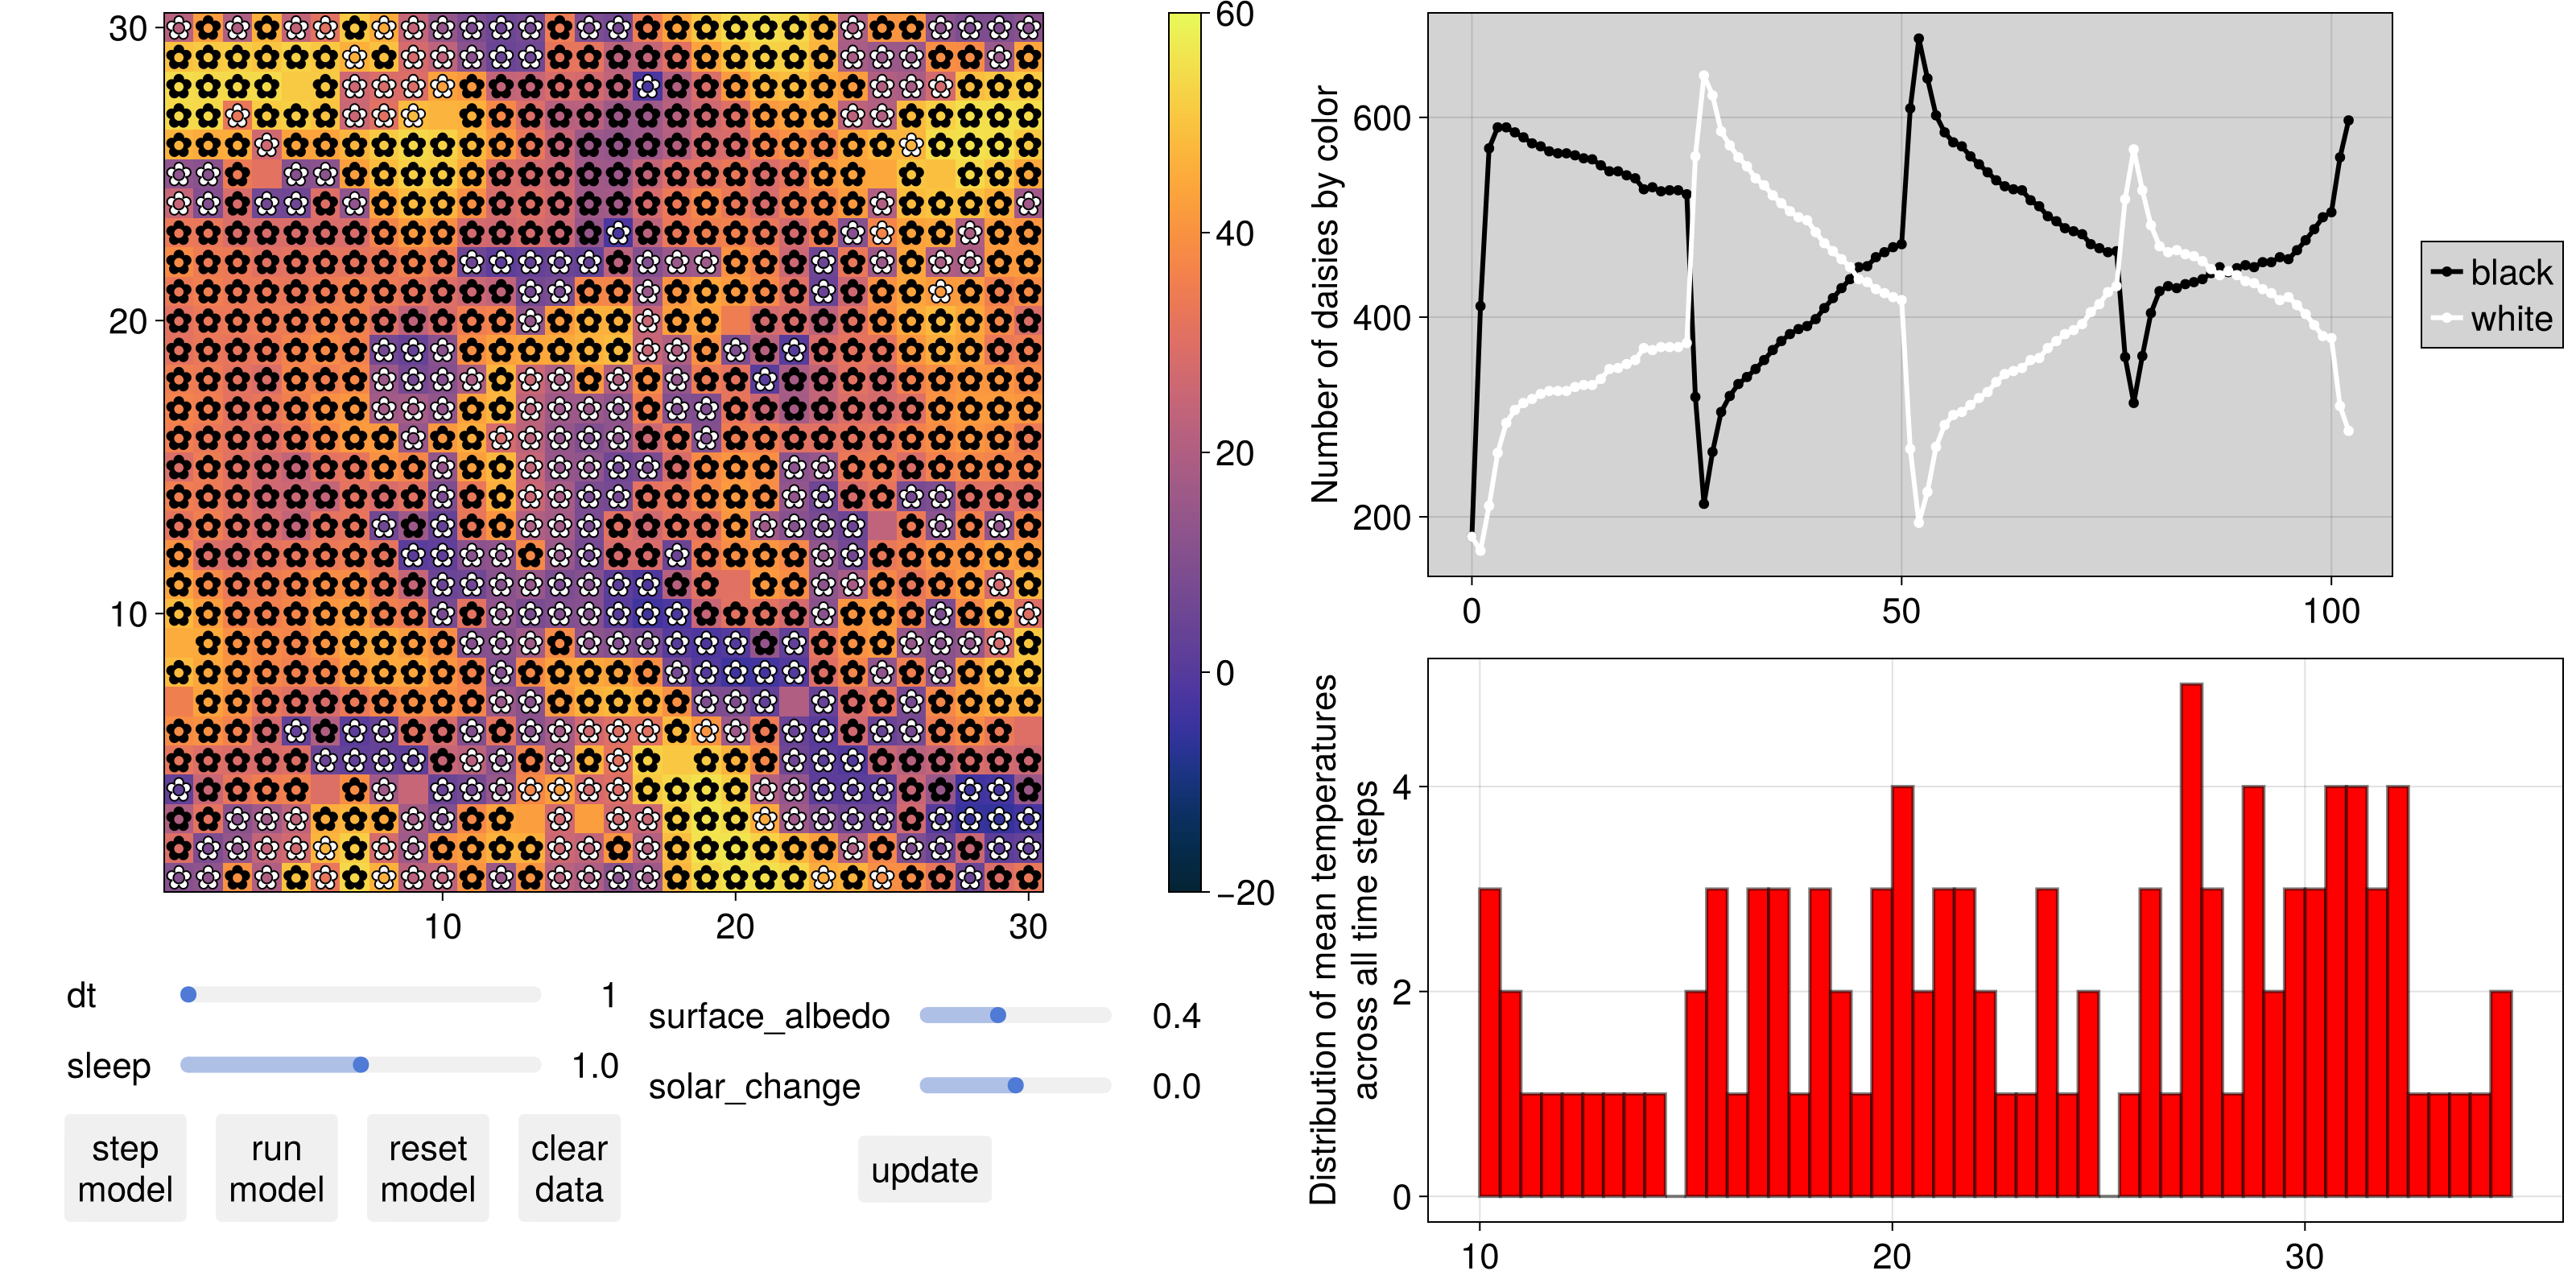 30
20
10
10
20
30
60
40
20
0
−20
dt
1
sleep
1.0
surface_albedo
0.4
solar_change
0.0
step
model
run
model
reset
model
clear
data
update
Number of daisies by color
600
400
200
0
50
100
black
white
Distribution of mean temperatures
across all time steps
4
2
0
10
20
30